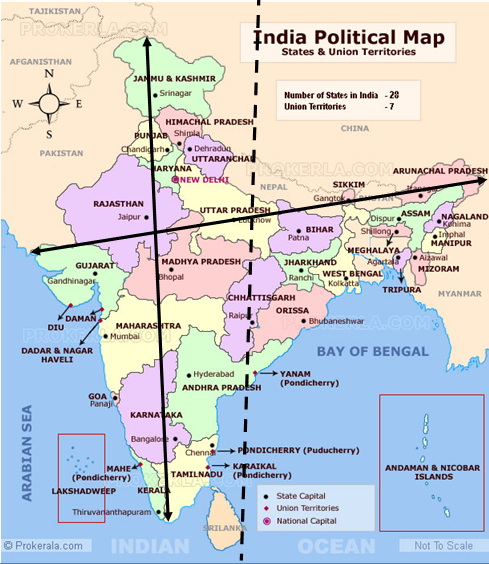 TAJIKISTAN
PROKERLA.COM
India Political Map
States & Union Territories
AFGANISTHAN
JAMMU & KASHMIR
Srinagar
Number of States in India - 28
Union Territories - 7
N
W
E
S
HIMACHAL PRADESH
Shimla
PUNJAB
Chandigarh
Dehradun
UTTARANCHAL
CHINA
PAKISTAN
HARYANA
NEW DELHI
PROKERLA.COM
ARUNACHAL PRADESH
Itanagar
NEPAL
SIKKIM
Gangtok
BHUTAN
RAJASTHAN
Jaipur
UTTAR PRADESH
Lucknow
Dispur
ASSAM
NAGALAND
Kohima
BIHAR
Patna
Shillong
Imphal
MANIPUR
MEGHALAYA
Agartala
Aizawal
MIZORAM
TRIPURA
GUJARAT
Gandhinagar
MADHYA PRADESH
Bhopal
JHARKHAND
Ranchi
WEST BENGAL
Kolkatta
MYANMAR
CHHATTISGARH
Raipur
ORISSA
Bhubaneshwar
DAMAN
DIU
DADAR & NAGAR
HAVELI
MAHARASHTRA
Mumbai
BAY OF BENGAL
Hyderabad
ANDHRA PRADESH
YANAM
(Pondicherry)
GOA
Panaji
KARNATAKA
Bangalore
ARABIAN SEA
Chennai
PONDICHERRY (Puducherry)
KARAIKAL
(Pondicherry)
MAHE
(Pondicherry)
TAMILNADU
LAKSHADWEEP
KERALA
Thiruvananthapuram
ANDAMAN & NICOBAR
ISLANDS
State Capital
Union Territories
National Capital
SRILANKA
© Prokerla.com
INDIAN OCEAN
Not To Scale